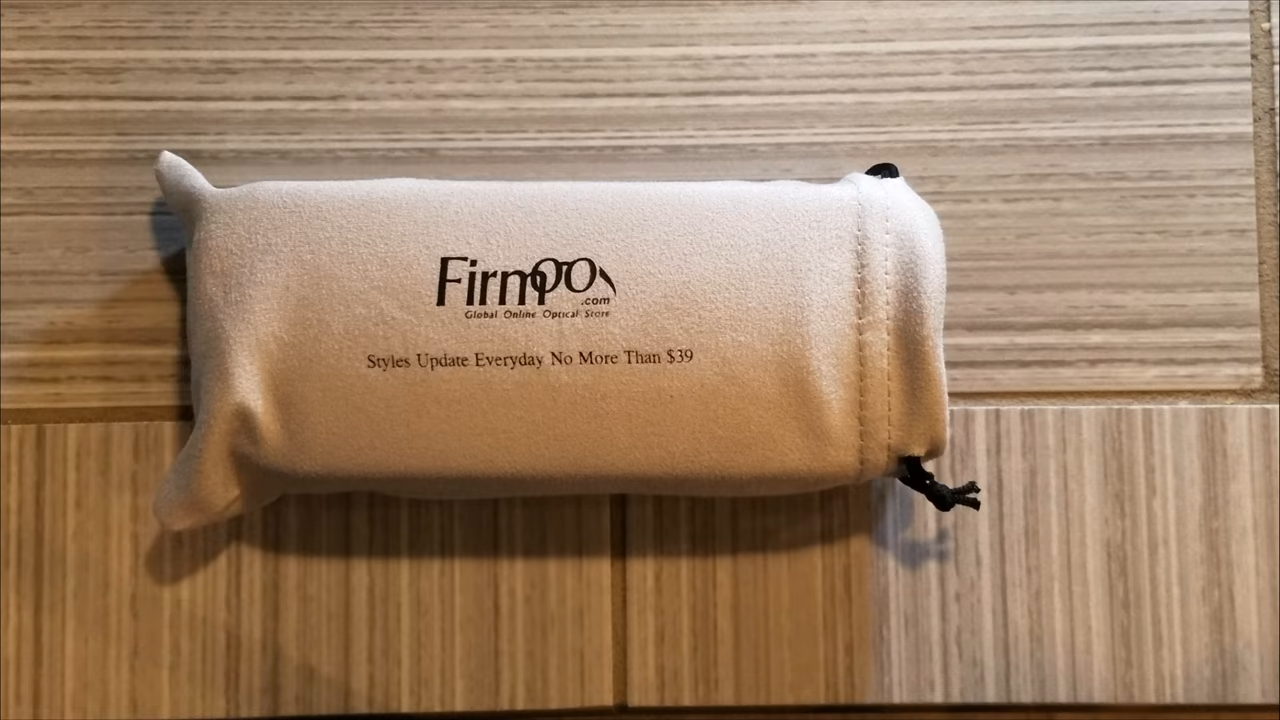 Firmoo
.com
Global Online Optical Store
Styles Update Everyday No More Than $39